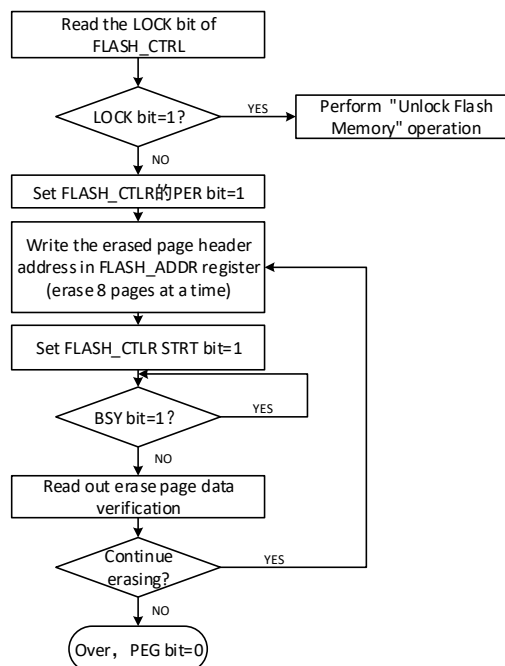 Read the LOCK bit of
FLASH_CTRL
LOCK bit=1?
YES
Perform "Unlock Flash
Memory" operation
NO
Set FLASH_CTLR的PER bit=1
Write the erased page header
address in FLASH_ADDR register
(erase 8 pages at a time)
Set FLASH_CTLR STRT bit=1
BSY bit=1?
YES
NO
Read out erase page data
verification
Continue
erasing?
YES
NO
Over，PEG bit=0